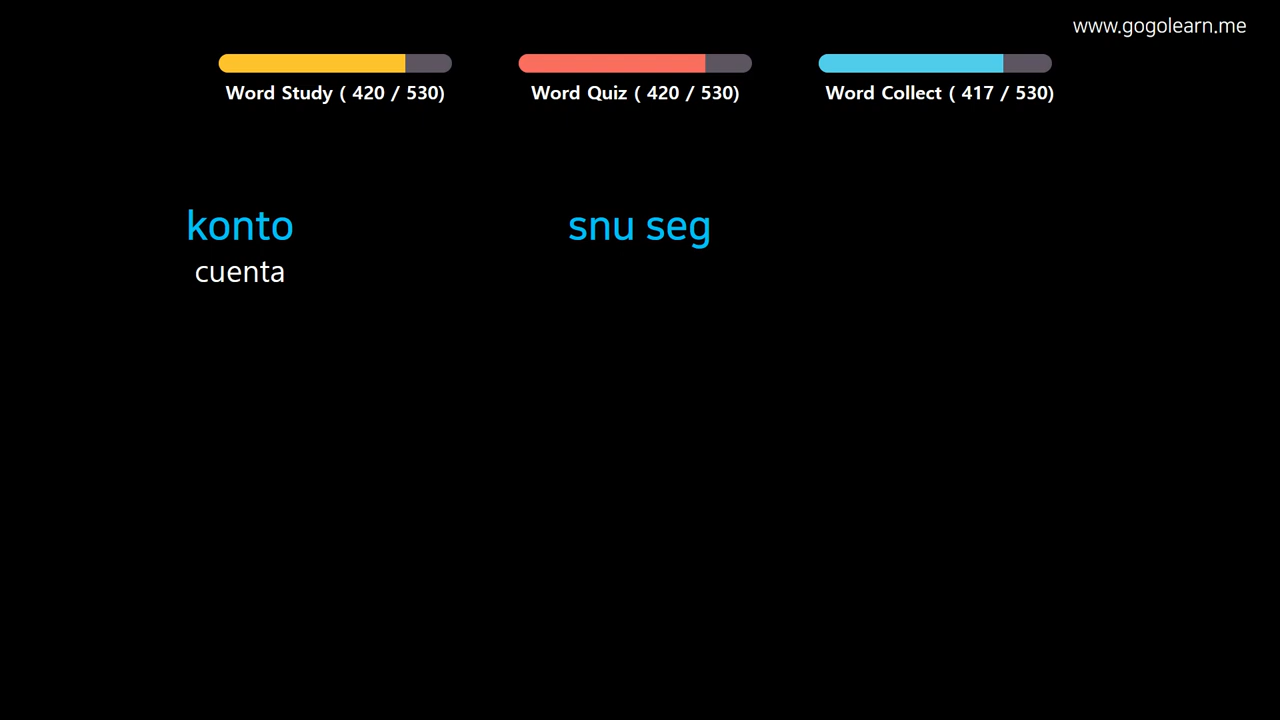 www.gogolearn.me
Word Study ( 420 / 530)
Word Quiz ( 420 / 530)
Word Collect ( 417 / 530)
konto
cuenta
snu seg